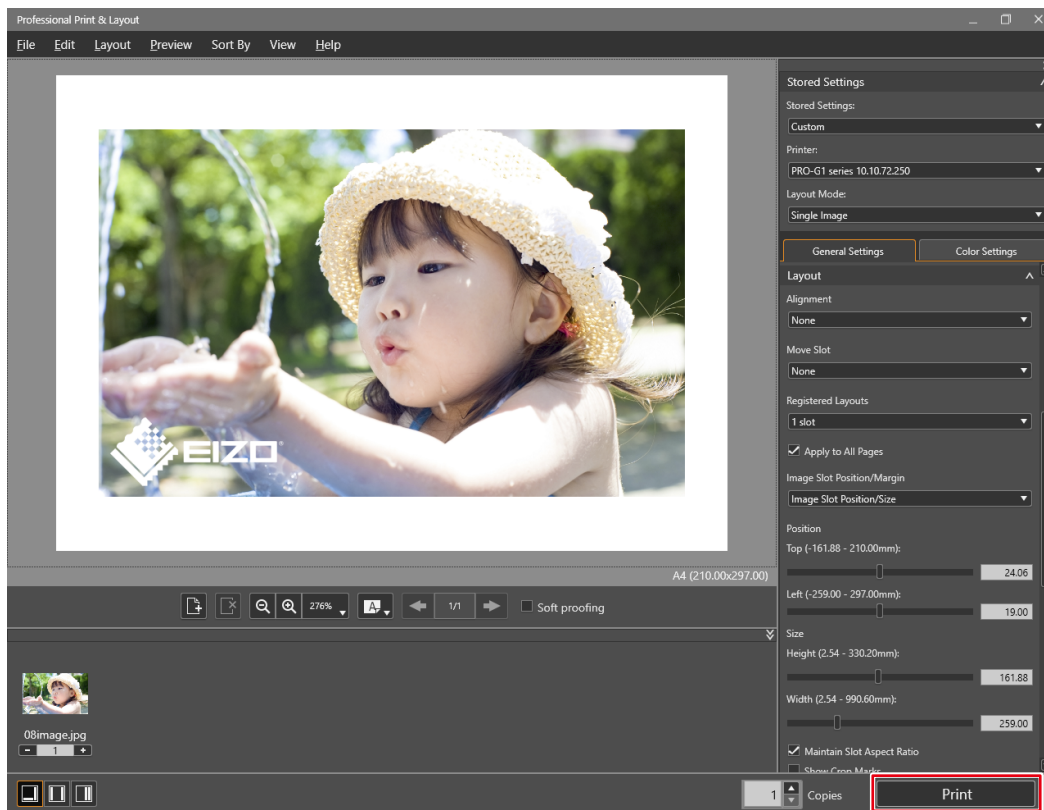 Professional Print & Layout
File Edit Layout Preview Sort By View Help
EIZO
A4 (210.00x297.00)
276%
A
1/1
Soft proofing
08image.jpg
- 1 +
Stored Settings
Stored Settings:
Custom
Printer:
PRO-G1 series 10.10.72.250
Layout Mode:
Single Image
General Settings Color Settings
Layout
Alignment
None
Move Slot
None
Registered Layouts
1 slot
Apply to All Pages
Image Slot Position/Margin
Image Slot Position/Size
Position
Top (-161.88 - 210.00mm):
24.06
Left (-259.00 - 297.00mm):
19.00
Size
Height (2.54 - 330.20mm):
161.88
Width (2.54 - 990.60mm):
259.00
Maintain Slot Aspect Ratio
Show Crop Marks
1 Copies Print